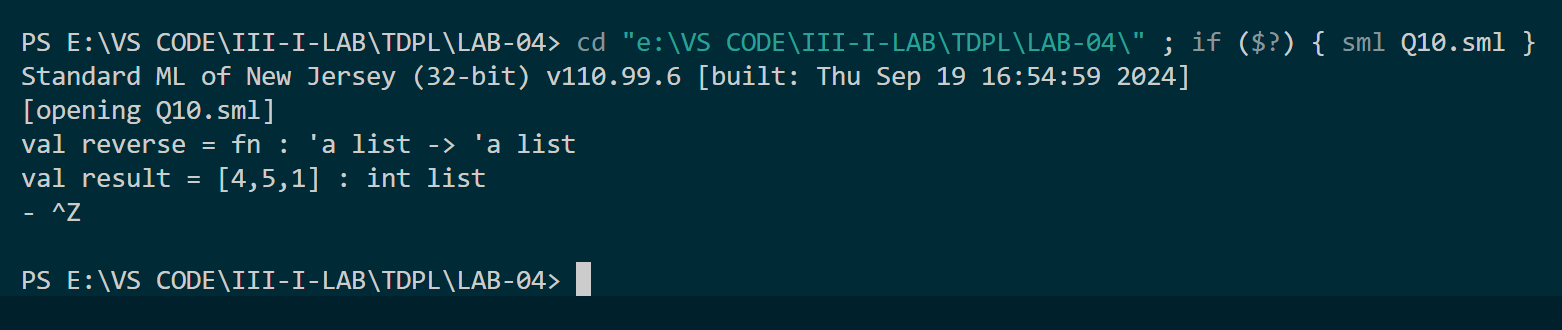 PS E:\VS CODE\III-I-LAB\TDPL\LAB-04> cd "e:\VS CODE\III-I-LAB\TDPL\LAB-04\" ; if ($?) { sml Q10.sml }
Standard ML of New Jersey (32-bit) v110.99.6 [built: Thu Sep 19 16:54:59 2024]
[opening Q10.sml]
val reverse = fn : 'a list -> 'a list
val result = [4,5,1] : int list
- ^Z
PS E:\VS CODE\III-I-LAB\TDPL\LAB-04>